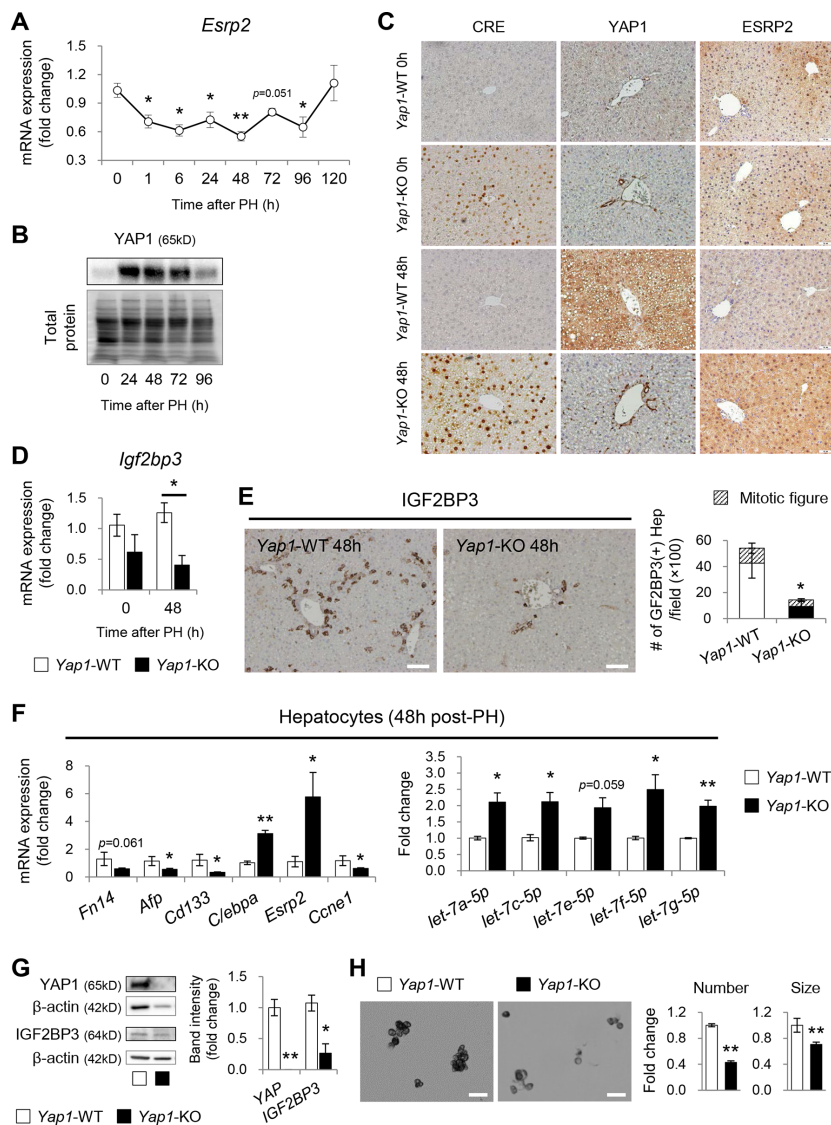 A
Esrp2
mRNA expression
(fold change)
1.5
1.2
0.9
0.6
0.3
*
*
*
**
p=0.051
*
0 1 6 24 48 72 96 120
Time after PH (h)
B
YAP1 (65kD)
Total
protein
0 24 48 72 96
Time after PH (h)
C
CRE YAP1 ESRP2
Yap1-WT 0h
Yap1-KO 0h
Yap1-WT 48h
Yap1-KO 48h
D
Igf2bp3
mRNA expression
(fold change)
1.5
1.0
0.5
0.0
*
0 48
Time after PH (h)
Yap1-WT Yap1-KO
E
IGF2BP3
Yap1-WT 48h Yap1-KO 48h
Mitotic figure
# of GF2BP3(+) Hep
/field (×100)
60
40
20
0
*
Yap1-WT
Yap1-KO
F
Hepatocytes (48h post-PH)
mRNA expression
(fold change)
8
6
4
2
0
p=0.061
*
*
**
*
*
Fn14
Afp
Cd133
C/ebpa
Esrp2
Ccne1
Fold change
3.0
2.5
2.0
1.5
1.0
0.5
0.0
*
*
p=0.059
*
**
let-7a-5p
let-7c-5p
let-7e-5p
let-7f-5p
let-7g-5p
Yap1-WT
Yap1-KO
G
YAP1 (65kD)
β-actin (42kD)
IGF2BP3 (64kD)
β-actin (42kD)
Band intensity
(fold change)
1.5
1.0
0.5
0.0
**
*
YAP
IGF2BP3
Yap1-WT Yap1-KO
H
Yap1-WT Yap1-KO
Number
Fold change
1.2
0.8
0.4
0.0
**
Size
1.2
0.8
0.4
0.0
**